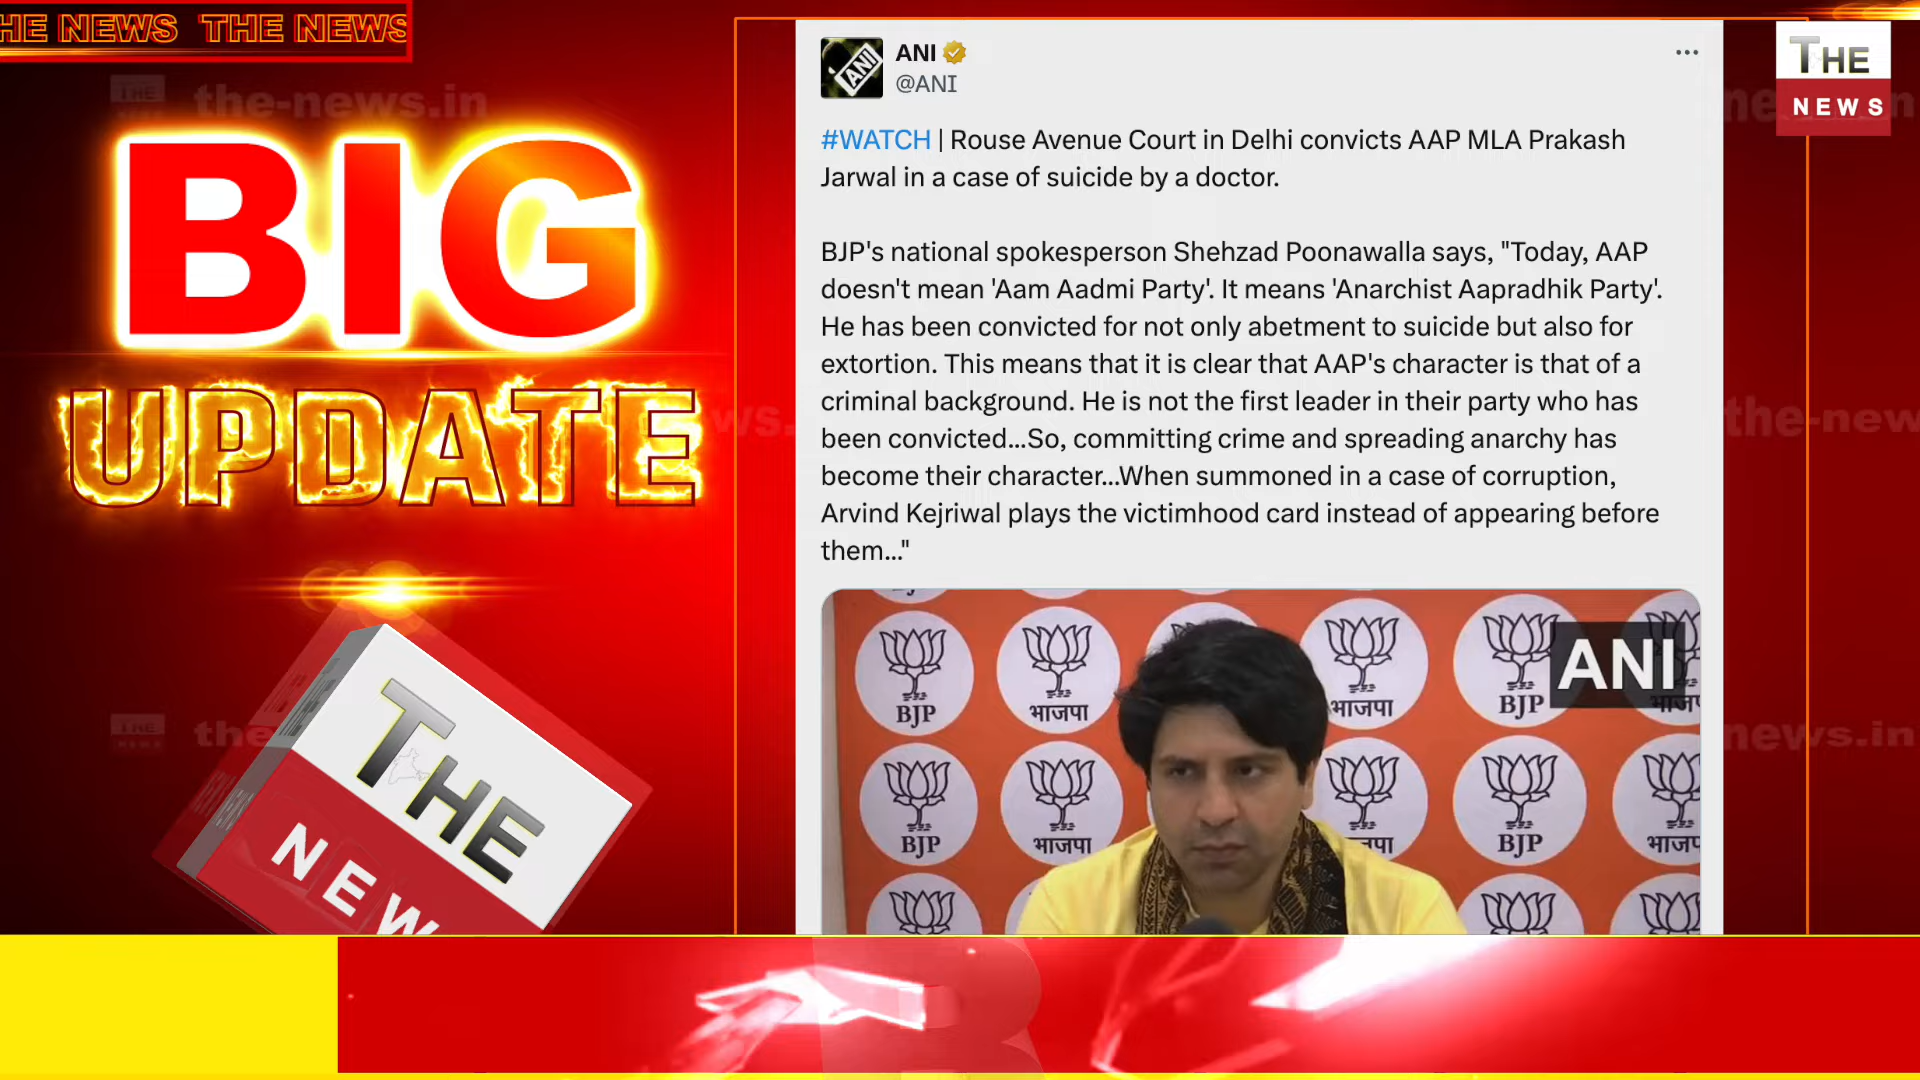 HE NEWS THE NEWS
the-news.in
BIG
UPDATE
THE
NEW
ANI
@ANI
#WATCH | Rouse Avenue Court in Delhi convicts AAP MLA Prakash
Jarwal in a case of suicide by a doctor.
BJP's national spokesperson Shehzad Poonawalla says, "Today, AAP
doesn't mean 'Aam Aadmi Party'. It means 'Anarchist Aapradhik Party'.
He has been convicted for not only abetment to suicide but also for
extortion. This means that it is clear that AAP's character is that of a
criminal background. He is not the first leader in their party who has
been convicted...So, committing crime and spreading anarchy has
become their character...When summoned in a case of corruption,
Arvind Kejriwal plays the victimhood card instead of appearing before
them..."
ANI
BJP भाजपा भाजपा BJP भाजपा
BJP भाजपा BJP भाजपा
THE
NEWS
the-news
news.in